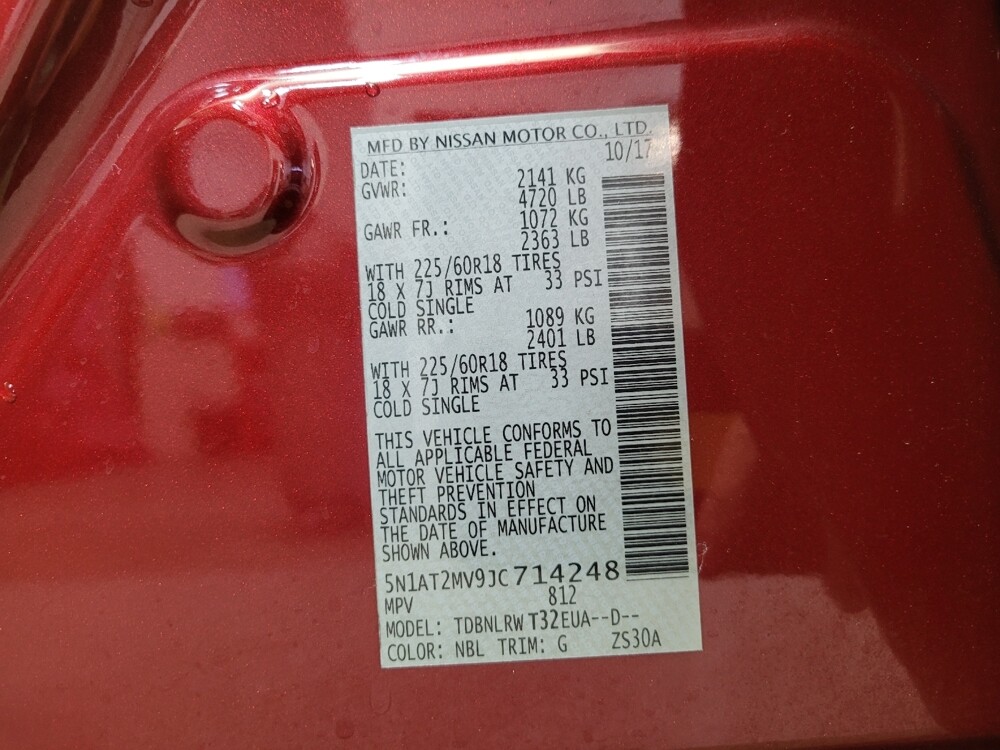 MFD BY NISSAN MOTOR CO., LTD.
DATE: 10/17
GVWR: 2141 KG
4720 LB
GAWR FR.: 1072 KG
2363 LB
WITH 225/60R18 TIRES
18 X 7J RIMS AT 33 PSI
COLD SINGLE
GAWR RR.: 1089 KG
2401 LB
WITH 225/60R18 TIRES
18 X 7J RIMS AT 33 PSI
COLD SINGLE
THIS VEHICLE CONFORMS TO
ALL APPLICABLE FEDERAL
MOTOR VEHICLE SAFETY AND
THEFT PREVENTION
STANDARDS IN EFFECT ON
THE DATE OF MANUFACTURE
SHOWN ABOVE.
5N1AT2MV9JC714248
MPV 812
MODEL: TDBNLRW T32EUA--D--
COLOR: NBL TRIM: G ZS30A